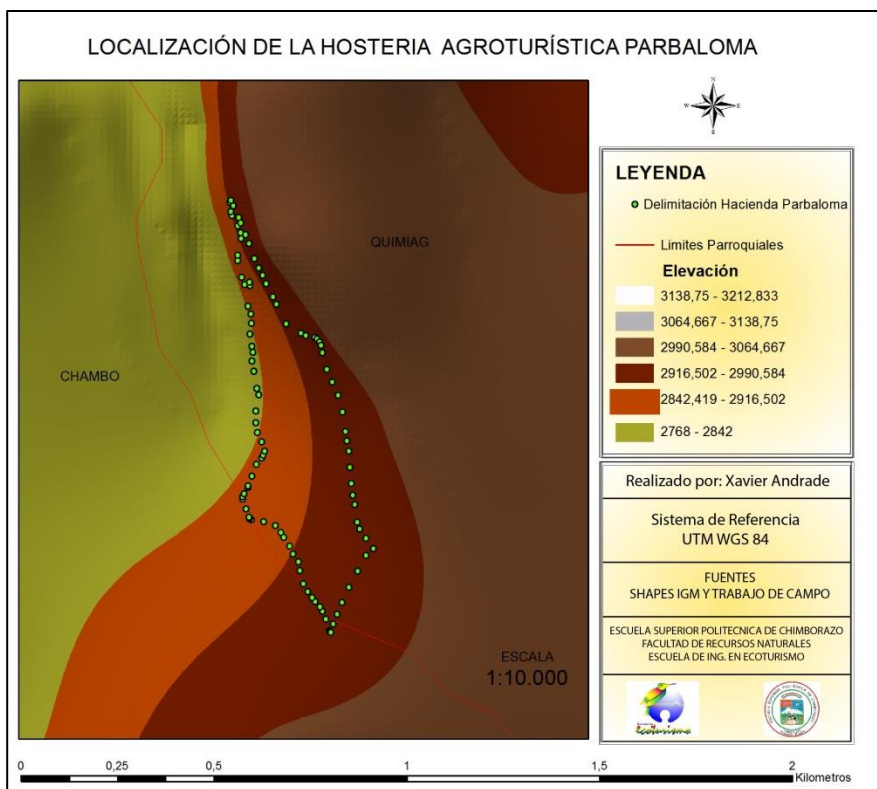 LOCALIZACIÓN DE LA HOSTERIA AGROTURÍSTICA PARBALOMA
N
W E
S
QUIMIAG
CHAMBO
ESCALA
1:10.000
LEYENDA
Delimitación Hacienda Parbaloma
Limites Parroquiales
Elevación
3138,75 - 3212,833
3064,667 - 3138,75
2990,584 - 3064,667
2916,502 - 2990,584
2842,419 - 2916,502
2768 - 2842
Realizado por: Xavier Andrade
Sistema de Referencia
UTM WGS 84
FUENTES
SHAPES IGM Y TRABAJO DE CAMPO
ESCUELA SUPERIOR POLITECNICA DE CHIMBORAZO
FACULTAD DE RECURSOS NATURALES
ESCUELA DE ING. EN ECOTURISMO
Ecoturismo
0 0,25 0,5 1 1,5 2
Kilometros